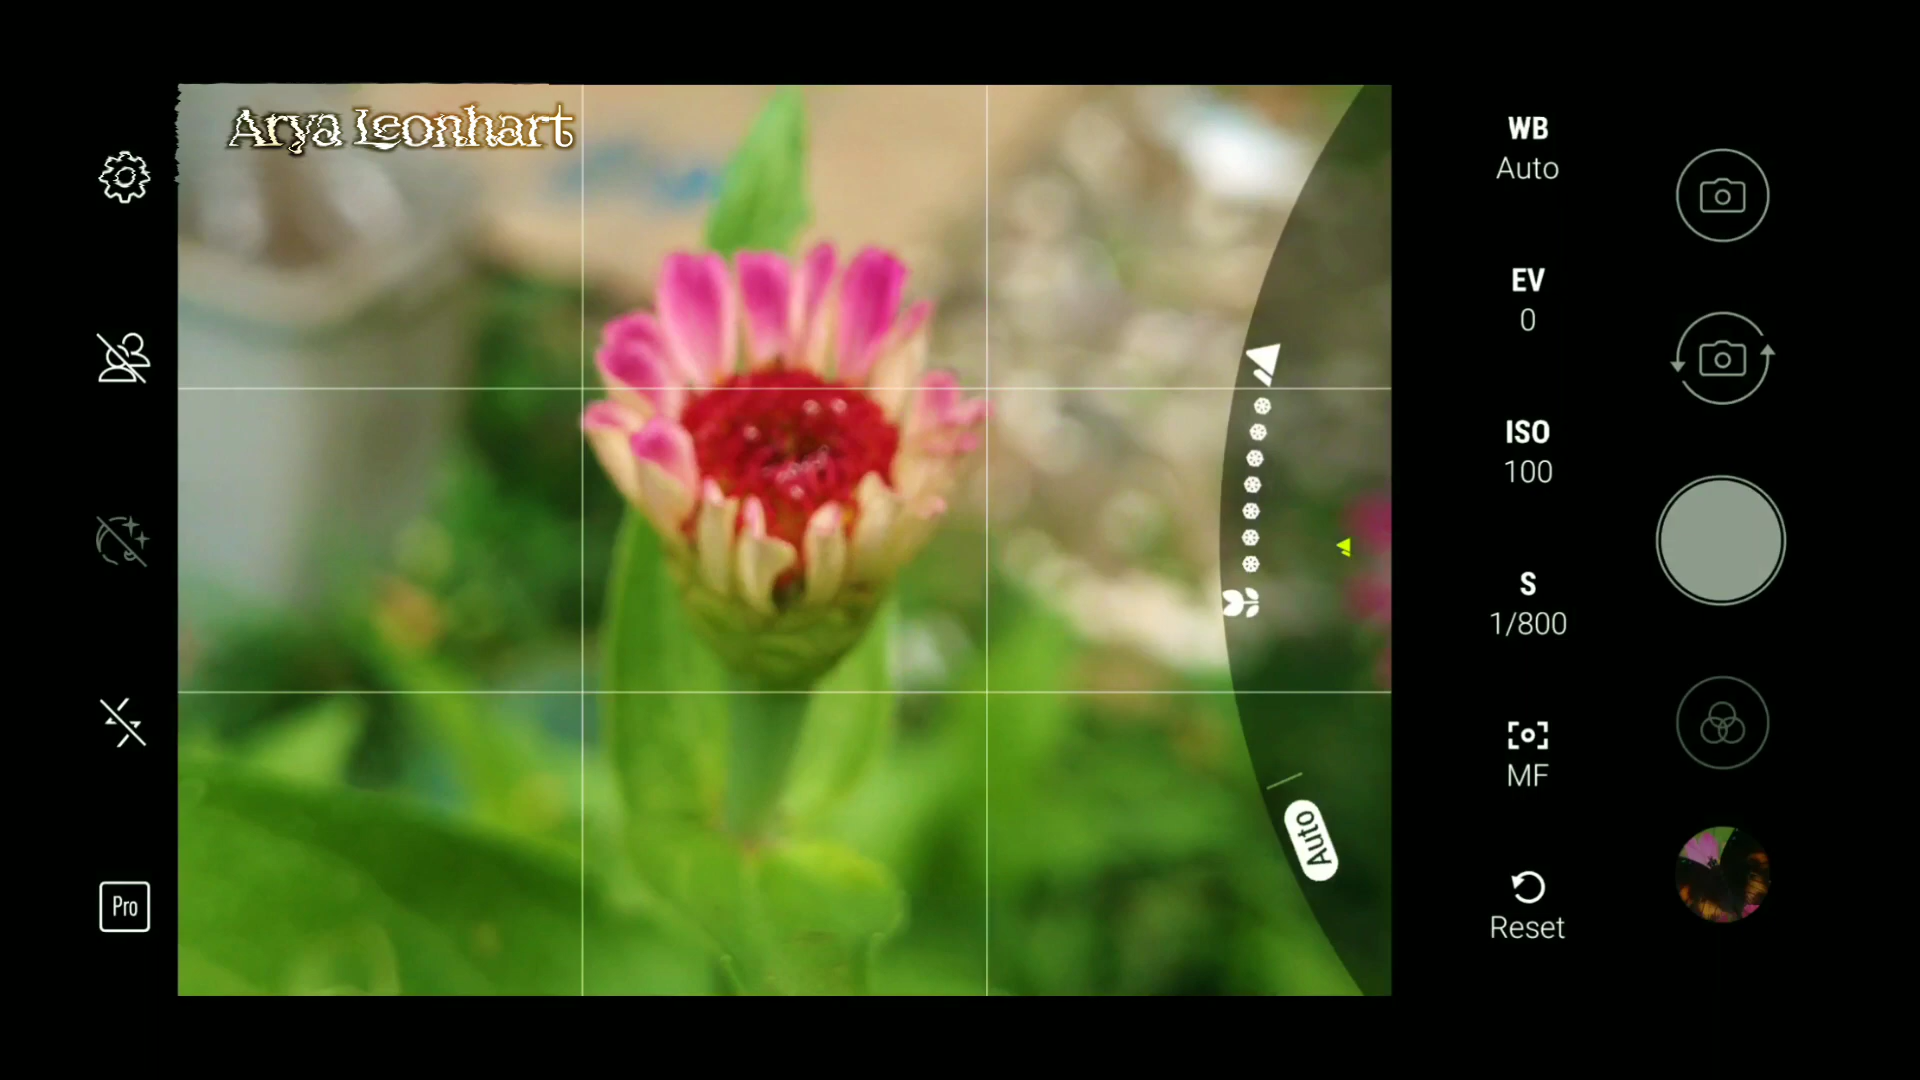 Arya Leonhart
WB
Auto
EV
0
ISO
100
S
1/800
MF
Reset
Auto
Pro